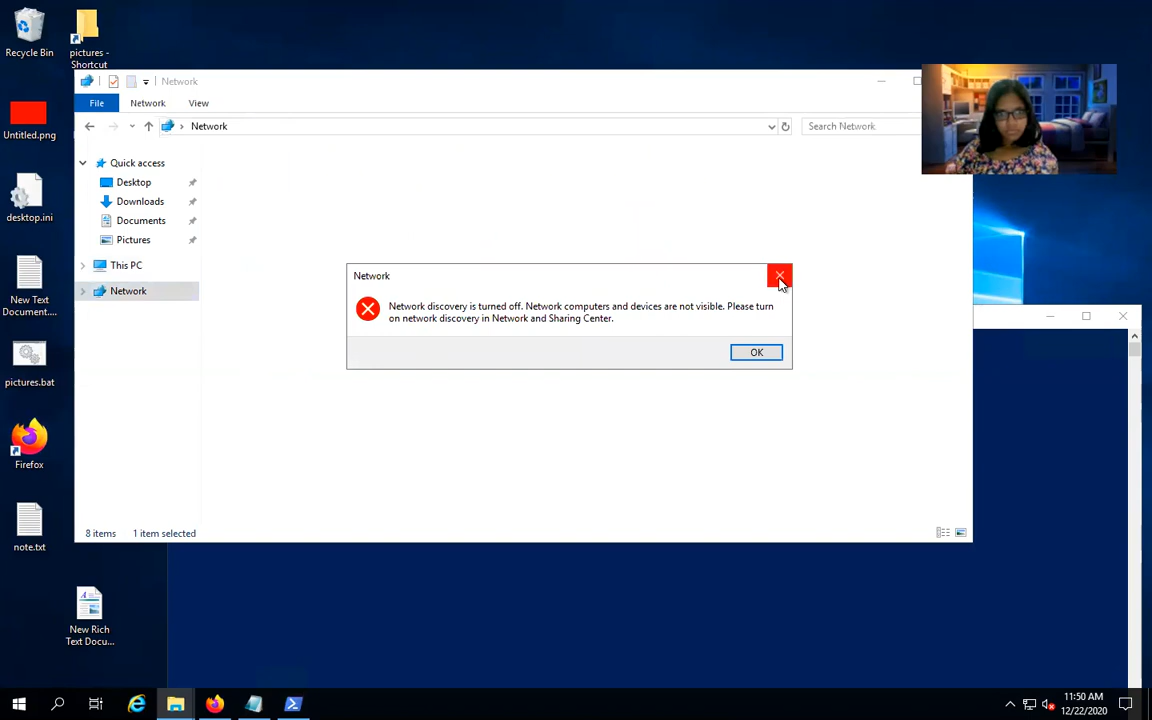 Recycle Bin
pictures -
Shortcut
Untitled.png
desktop.ini
New Text
Document....
pictures.bat
Firefox
note.txt
New Rich
Text Docu...
Network
File
Network
View
Network
Search Network
Quick access
Desktop
Downloads
Documents
Pictures
This PC
Network
8 items
1 item selected
Network
Network discovery is turned off. Network computers and devices are not visible. Please turn
on network discovery in Network and Sharing Center.
OK
11:50 AM
12/22/2020